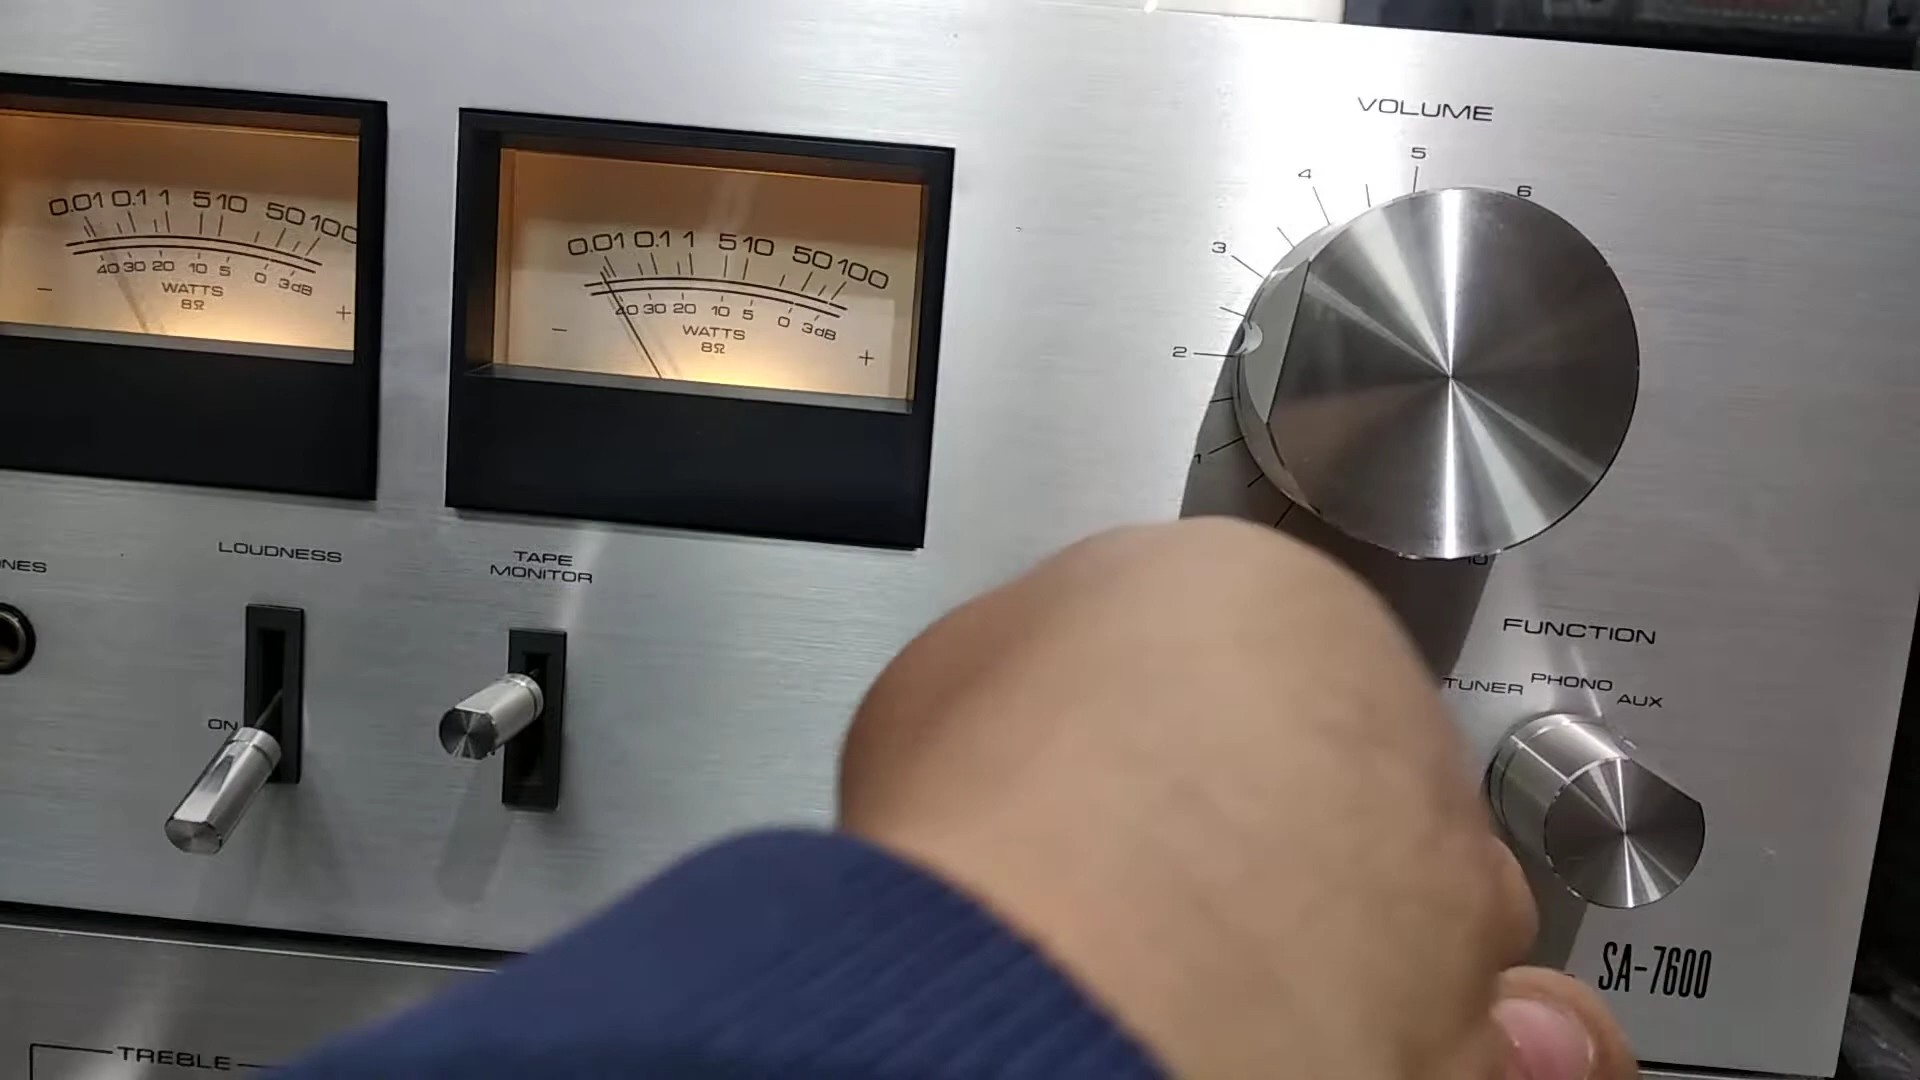 VOLUME
5
4
6
3
2
1
10
0.01 0.1 1 5 10 50 100
40 30 20 10 5 0 3dB
WATTS
8Ω
- +
0.01 0.1 1 5 10 50 100
40 30 20 10 5 0 3dB
WATTS
8Ω
- +
NES
LOUDNESS
TAPE
MONITOR
ON
FUNCTION
TUNER PHONO AUX
SA-7600
TREBLE